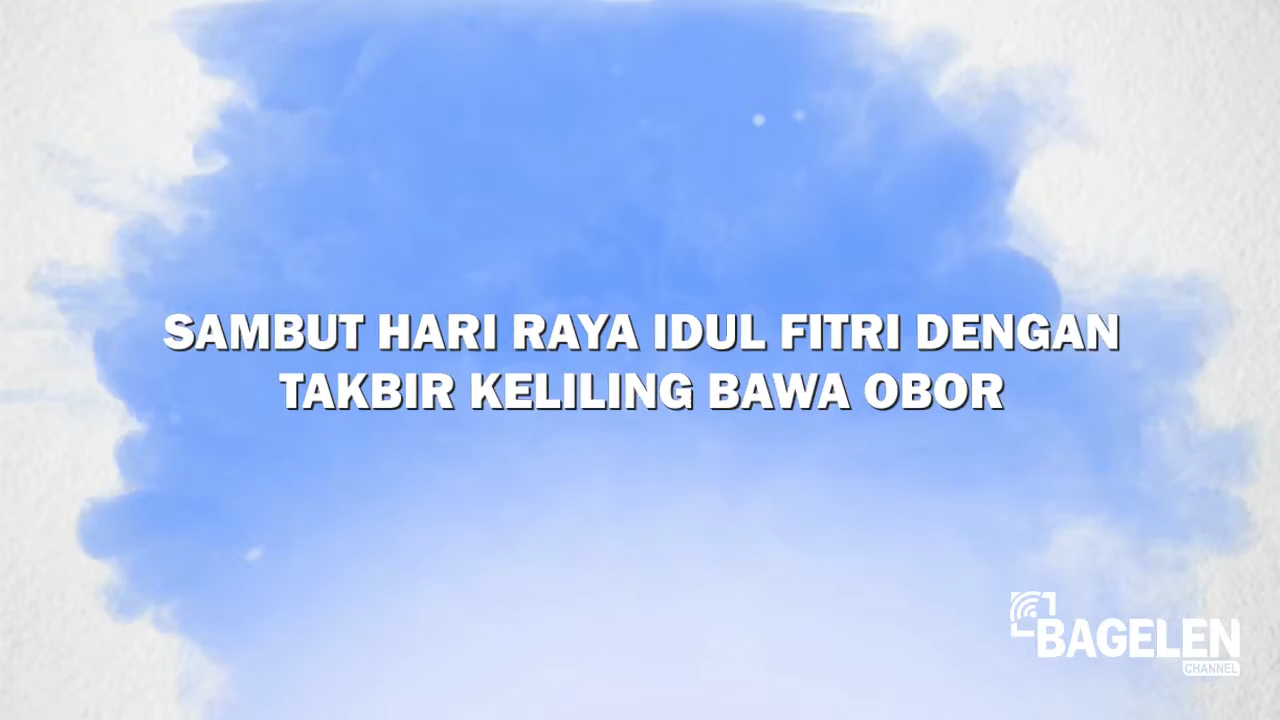 SAMBUT HARI RAYA IDUL FITRI DENGAN
TAKBIR KELILING BAWA OBOR
BAGELEN
CHANNEL